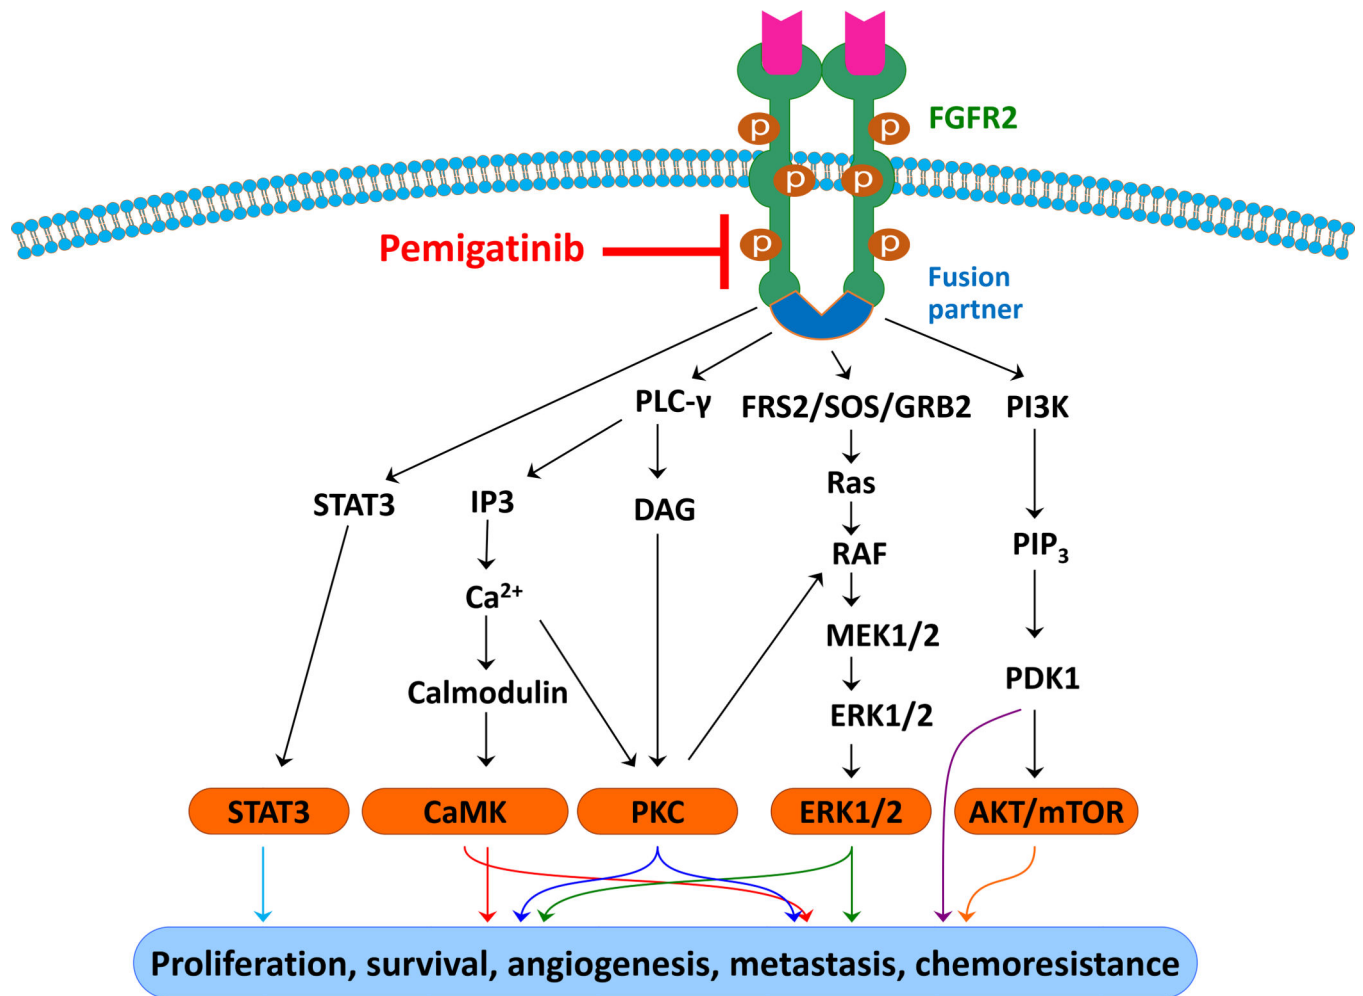 p
p
FGFR2
p
p
Pemigatinib
p
p
Fusion
partner
PLC-γ
FRS2/SOS/GRB2
PI3K
STAT3
IP3
DAG
Ras
RAF
PIP₃
Ca²⁺
MEK1/2
Calmodulin
PDK1
ERK1/2
STAT3
CaMK
PKC
ERK1/2
AKT/mTOR
Proliferation, survival, angiogenesis, metastasis, chemoresistance